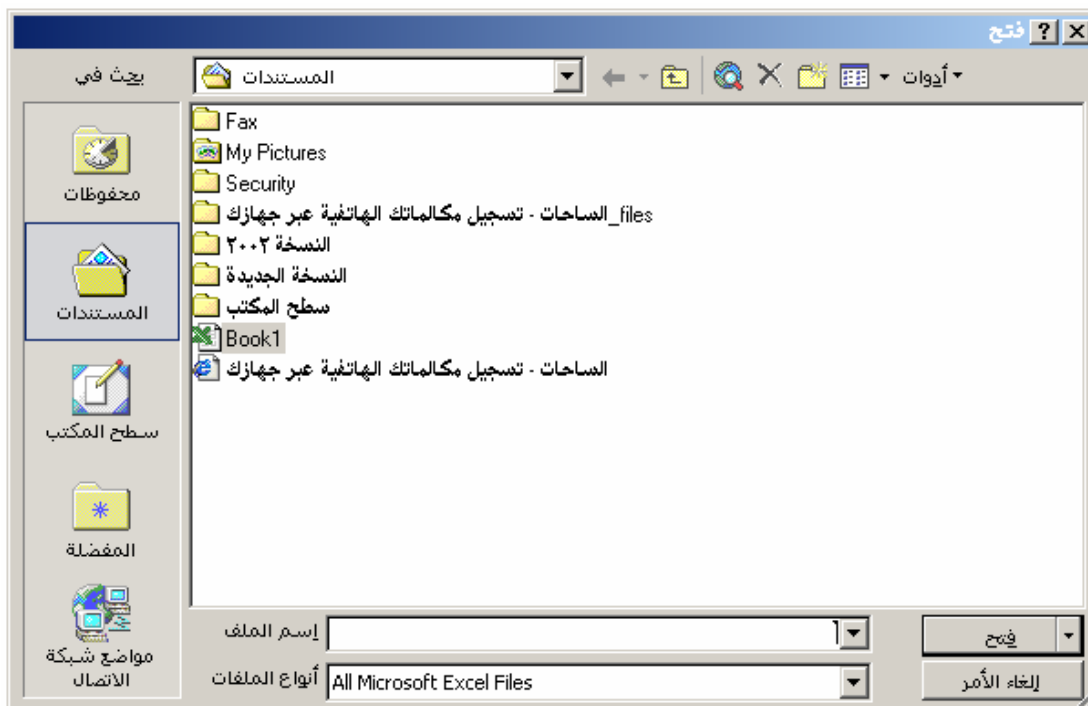 فتح
بحث في
المستندات
أدوات
محفوظات
المستندات
سطح المكتب
المفضلة
مواضع شبكة
الاتصال
Fax
My Pictures
Security
الساحات - تسجيل مكالماتك الهاتفية عبر جهازك_files
النسخة ٢٠٠٢
النسخة الجديدة
سطح المكتب
Book1
الساحات - تسجيل مكالماتك الهاتفية عبر جهازك
إسم الملف
فتح
أنواع الملفات
All Microsoft Excel Files
إلغاء الأمر